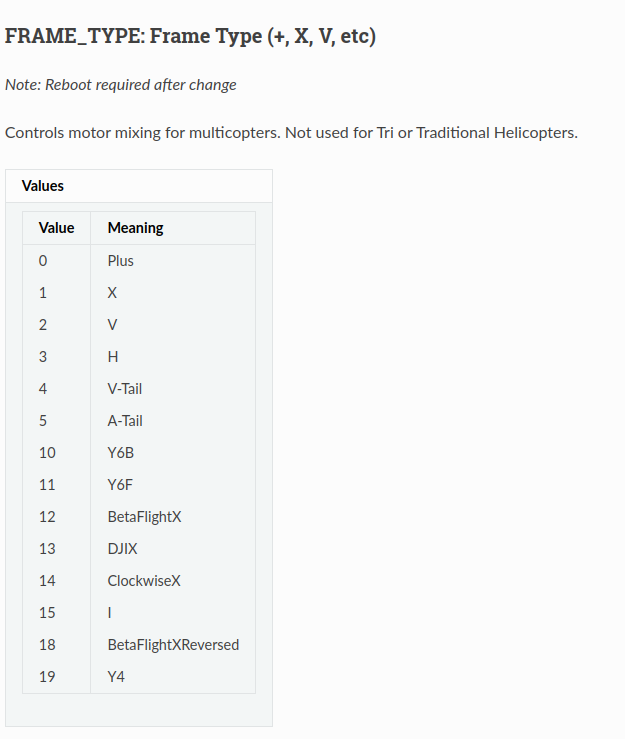 FRAME_TYPE: Frame Type (+, X, V, etc)
Note: Reboot required after change
Controls motor mixing for multicopters. Not used for Tri or Traditional Helicopters.
Values
Value Meaning
0 Plus
1 X
2 V
3 H
4 V-Tail
5 A-Tail
10 Y6B
11 Y6F
12 BetaFlightX
13 DJIX
14 ClockwiseX
15 I
18 BetaFlightXReversed
19 Y4